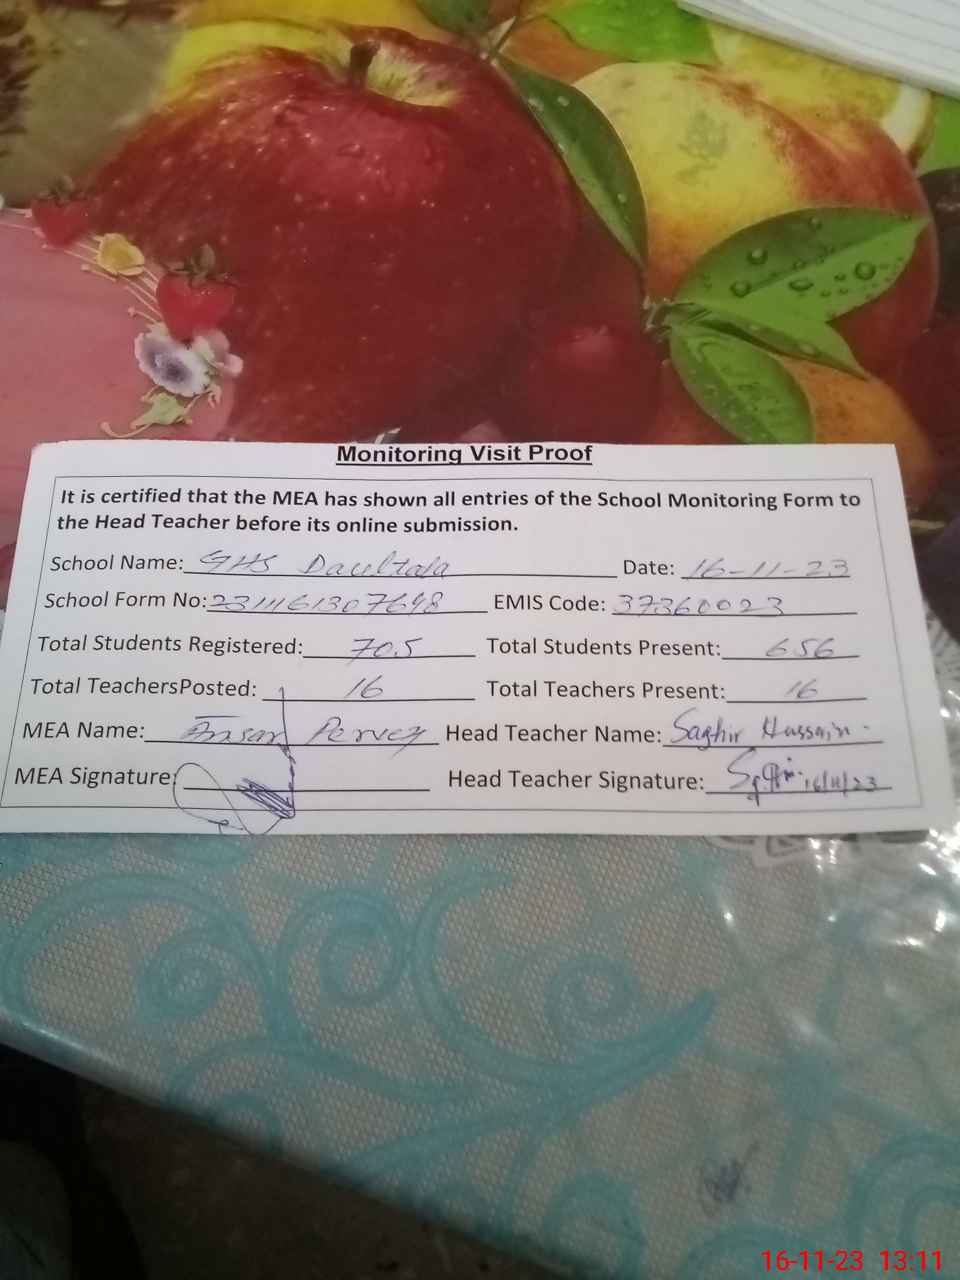 Monitoring Visit Proof
It is certified that the MEA has shown all entries of the School Monitoring Form to
the Head Teacher before its online submission.
School Name: GHS Daultala Date: 16-11-23
School Form No: 2311161307698 EMIS Code: 37360023
Total Students Registered: 705 Total Students Present: 656
Total TeachersPosted: 16 Total Teachers Present: 16
MEA Name: Ansar Pervez Head Teacher Name: Saghir Hussain
MEA Signature: Head Teacher Signature: 16/11/23
16-11-23 13:11